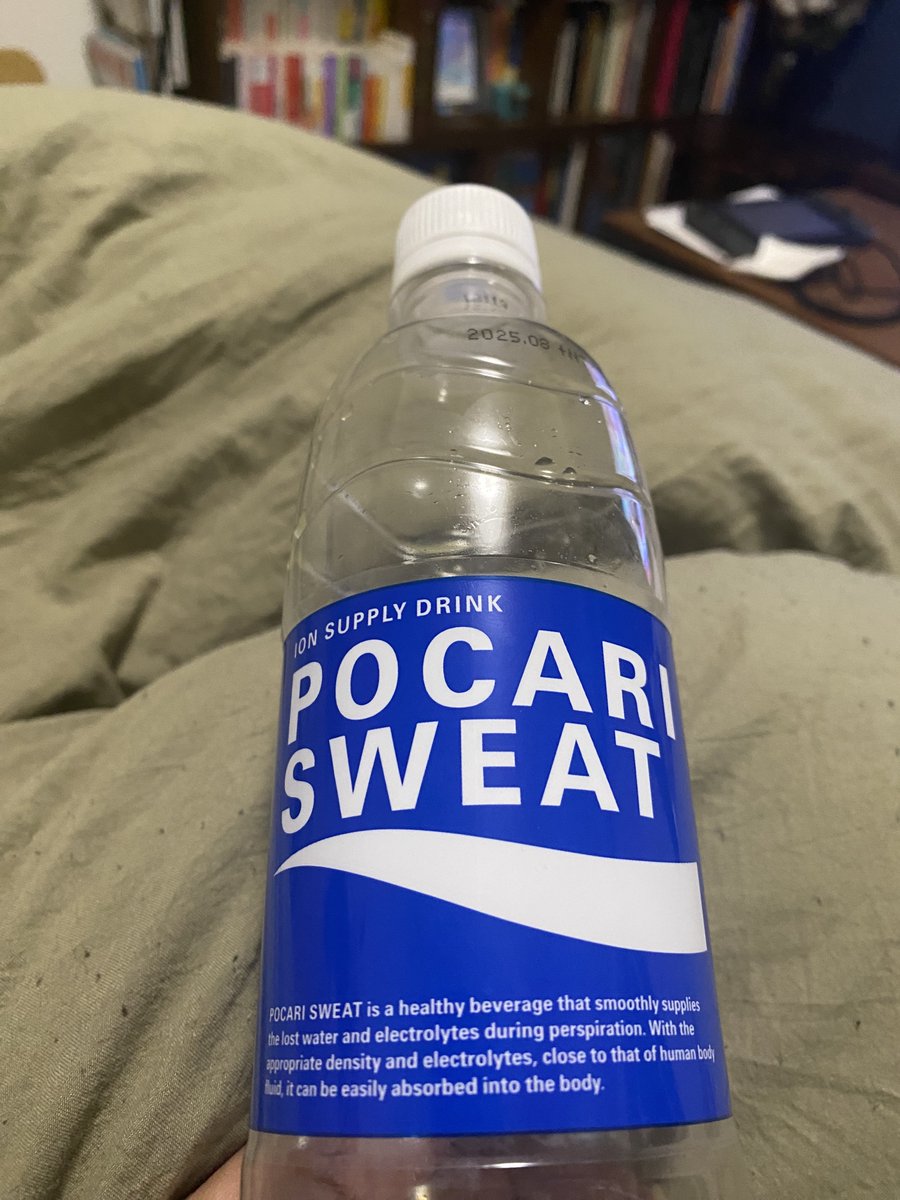 2025.08
ION SUPPLY DRINK
POCARI
SWEAT
POCARI SWEAT is a healthy beverage that smoothly supplies
the lost water and electrolytes during perspiration. With the
appropriate density and electrolytes, close to that of human body
fluid, it can be easily absorbed into the body.